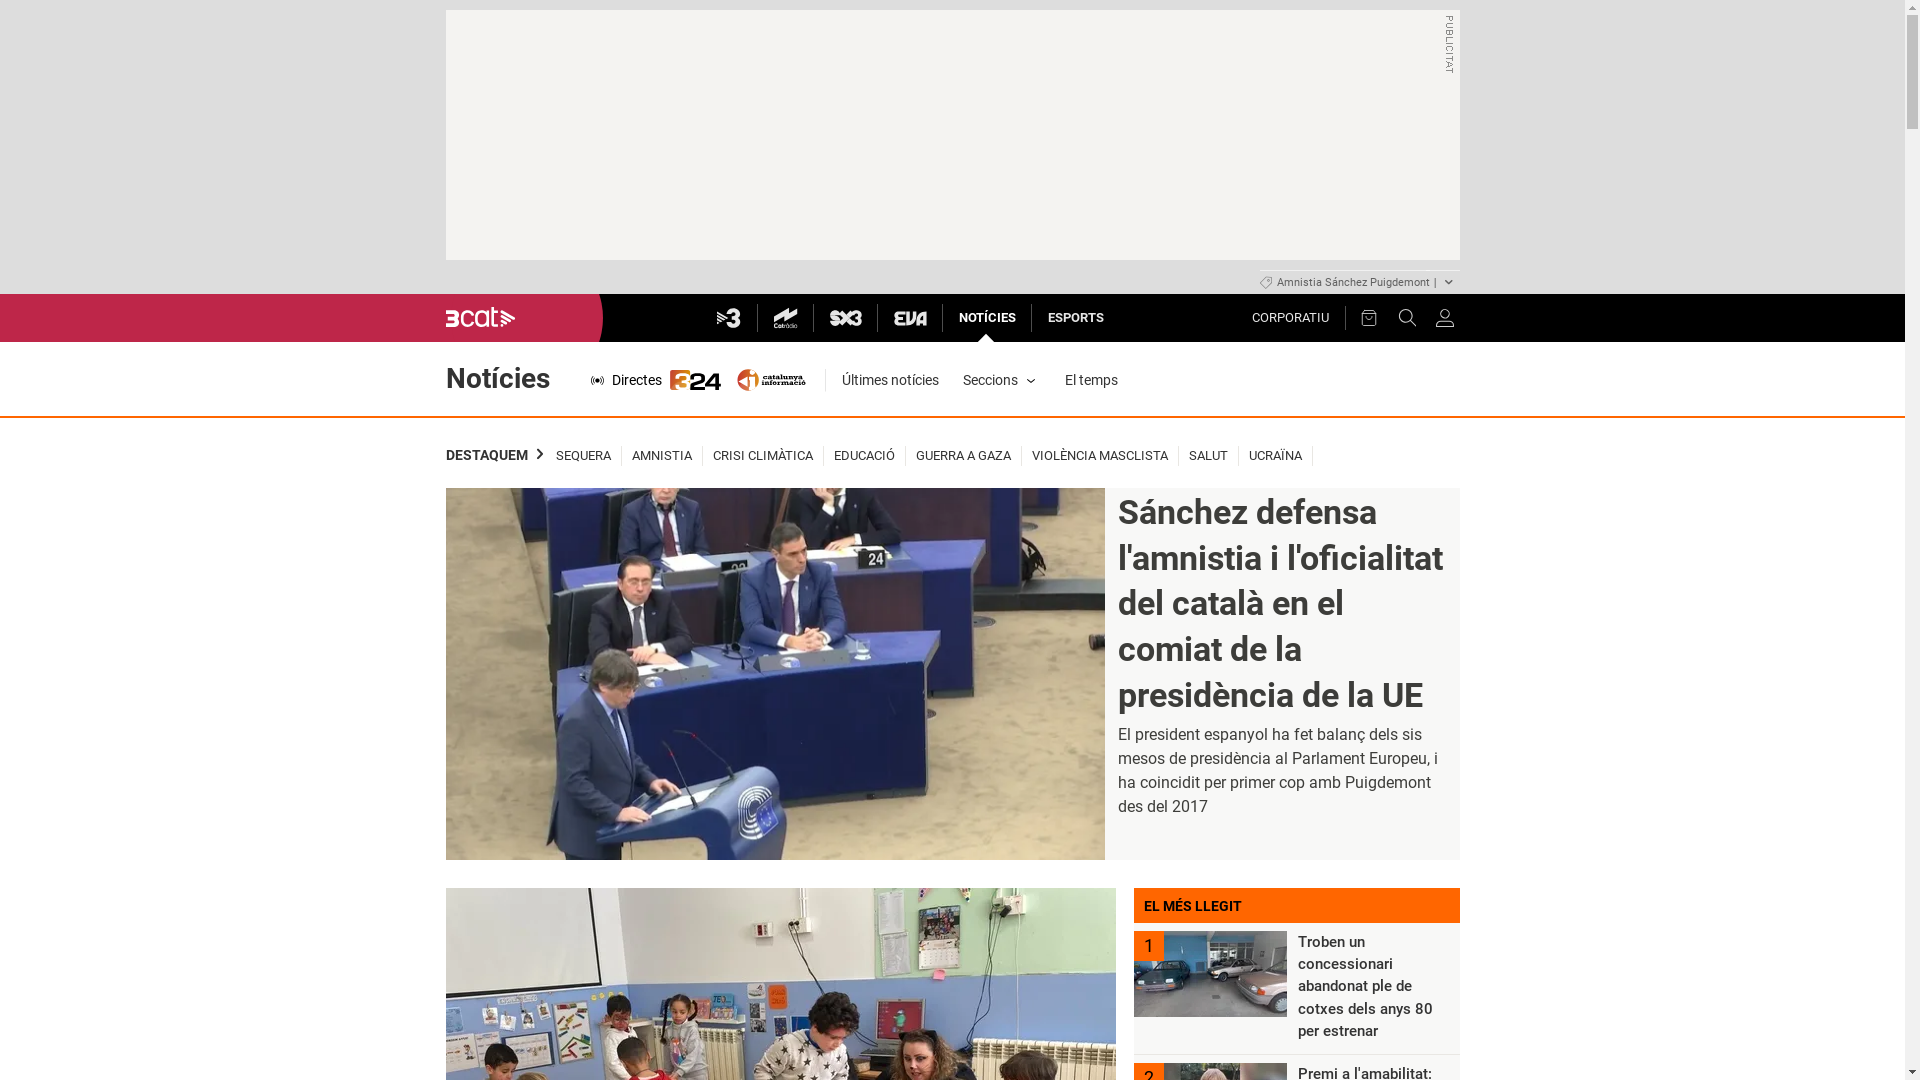 PUBLICITAT
Amnistia Sánchez Puigdemont |
3cat
3
Catràdio
SX3
EVA
NOTÍCIES
ESPORTS
CORPORATIU
Notícies
Directes
324
catalunya
informació
Últimes notícies
Seccions
El temps
DESTAQUEM
SEQUERA
AMNISTIA
CRISI CLIMÀTICA
EDUCACIÓ
GUERRA A GAZA
VIOLÈNCIA MASCLISTA
SALUT
UCRAÏNA
24
Sánchez defensa
l'amnistia i l'oficialitat
del català en el
comiat de la
presidència de la UE
El president espanyol ha fet balanç dels sis
mesos de presidència al Parlament Europeu, i
ha coincidit per primer cop amb Puigdemont
des del 2017
EL MÉS LLEGIT
1
Troben un
concessionari
abandonat ple de
cotxes dels anys 80
per estrenar
2
Premi a l'amabilitat: